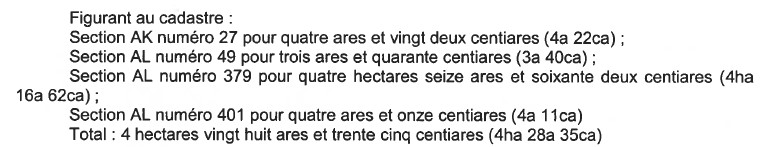 Figurant au cadastre :
Section AK numéro 27 pour quatre ares et vingt deux centiares (4a 22ca) ;
Section AL numéro 49 pour trois ares et quarante centiares (3a 40ca) ;
Section AL numéro 379 pour quatre hectares seize ares et soixante deux centiares (4ha
16a 62ca) ;
Section AL numéro 401 pour quatre ares et onze centiares (4a 11ca)
Total : 4 hectares vingt huit ares et trente cinq centiares (4ha 28a 35ca)